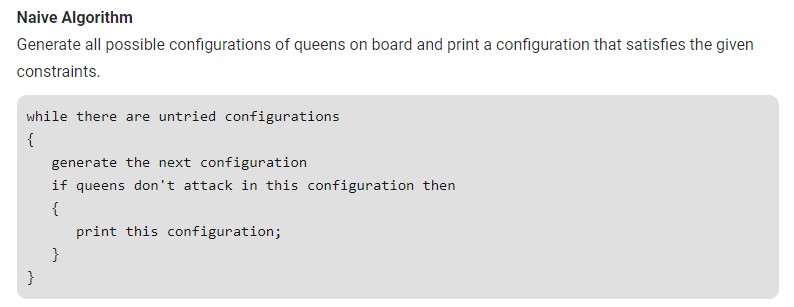 Naive Algorithm
Generate all possible configurations of queens on board and print a configuration that satisfies the given
constraints.
while there are untried configurations
{
   generate the next configuration
   if queens don't attack in this configuration then
   {
      print this configuration;
   }
}